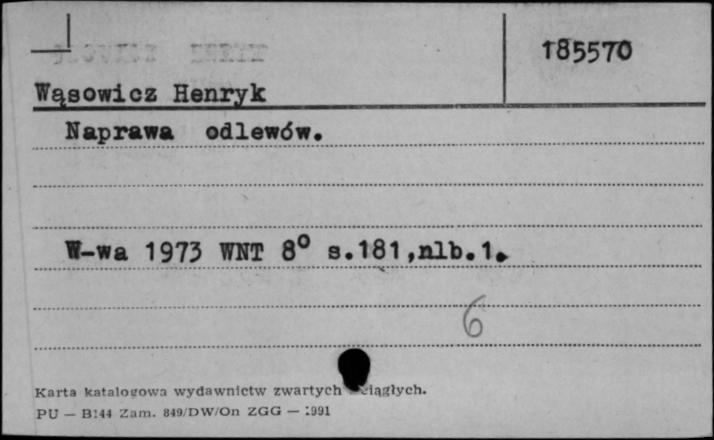 185570
Wąsowicz Henryk
Naprawa odlewów.
W-wa 1973 WNT 8° s.181,nlb.1.
6
Karta katalogowa wydawnictw zwartych ciągłych.
PU — B144 Zam. 849/DW/On ZGG — 1991